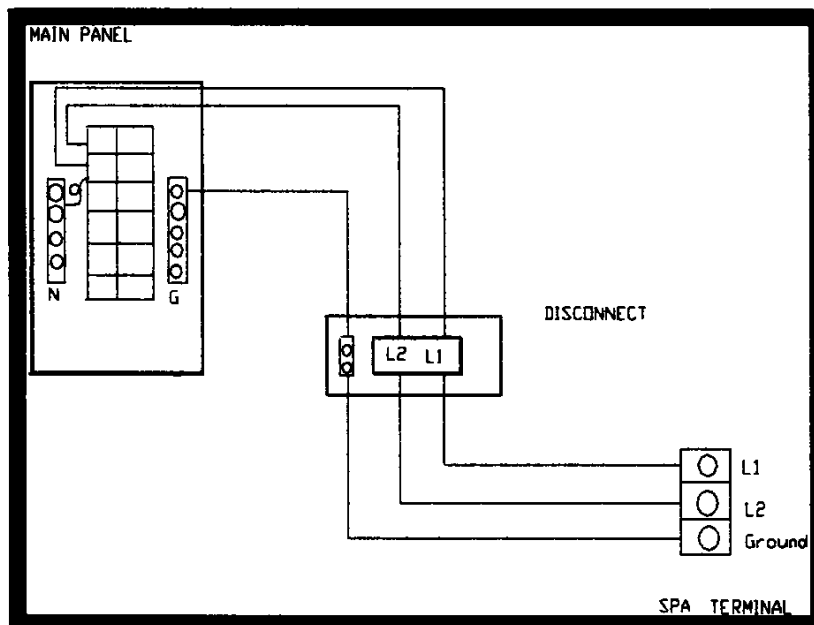 MAIN PANEL
N
G
DISCONNECT
L2 L1
L1
L2
Ground
SPA TERMINAL